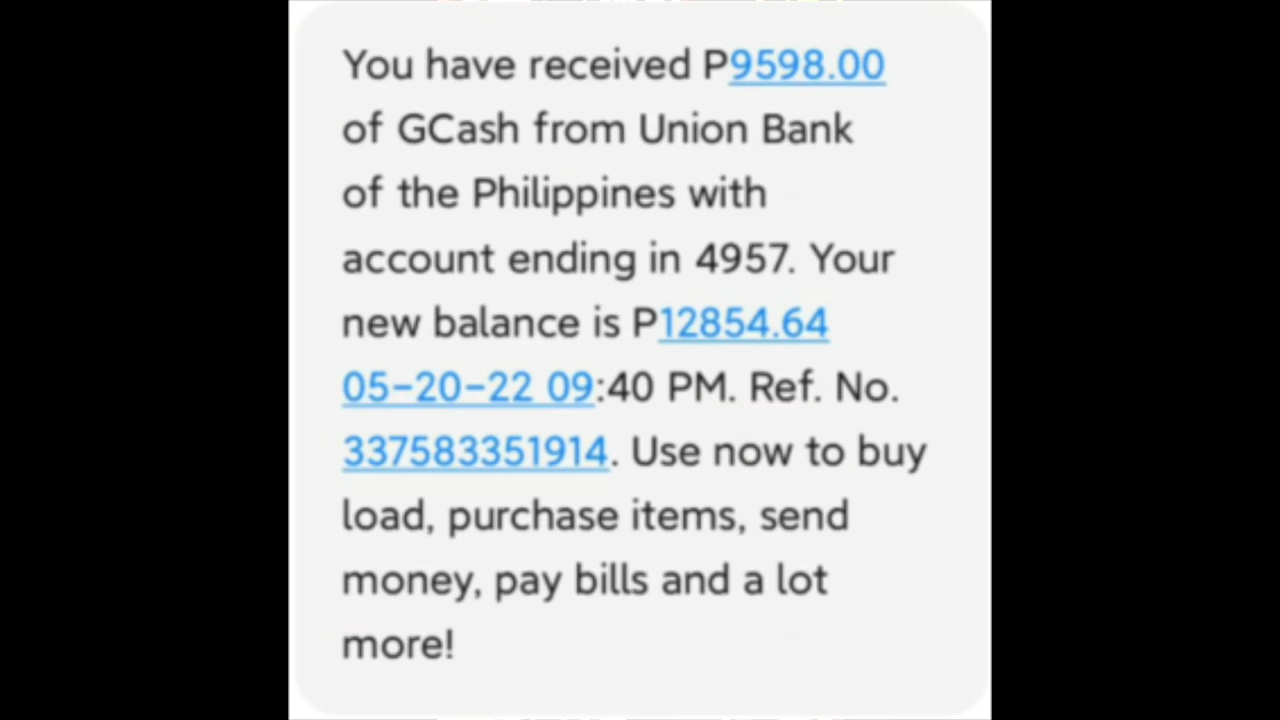 You have received P9598.00
of GCash from Union Bank
of the Philippines with
account ending in 4957. Your
new balance is P12854.64
05-20-22 09:40 PM. Ref. No.
337583351914. Use now to buy
load, purchase items, send
money, pay bills and a lot
more!